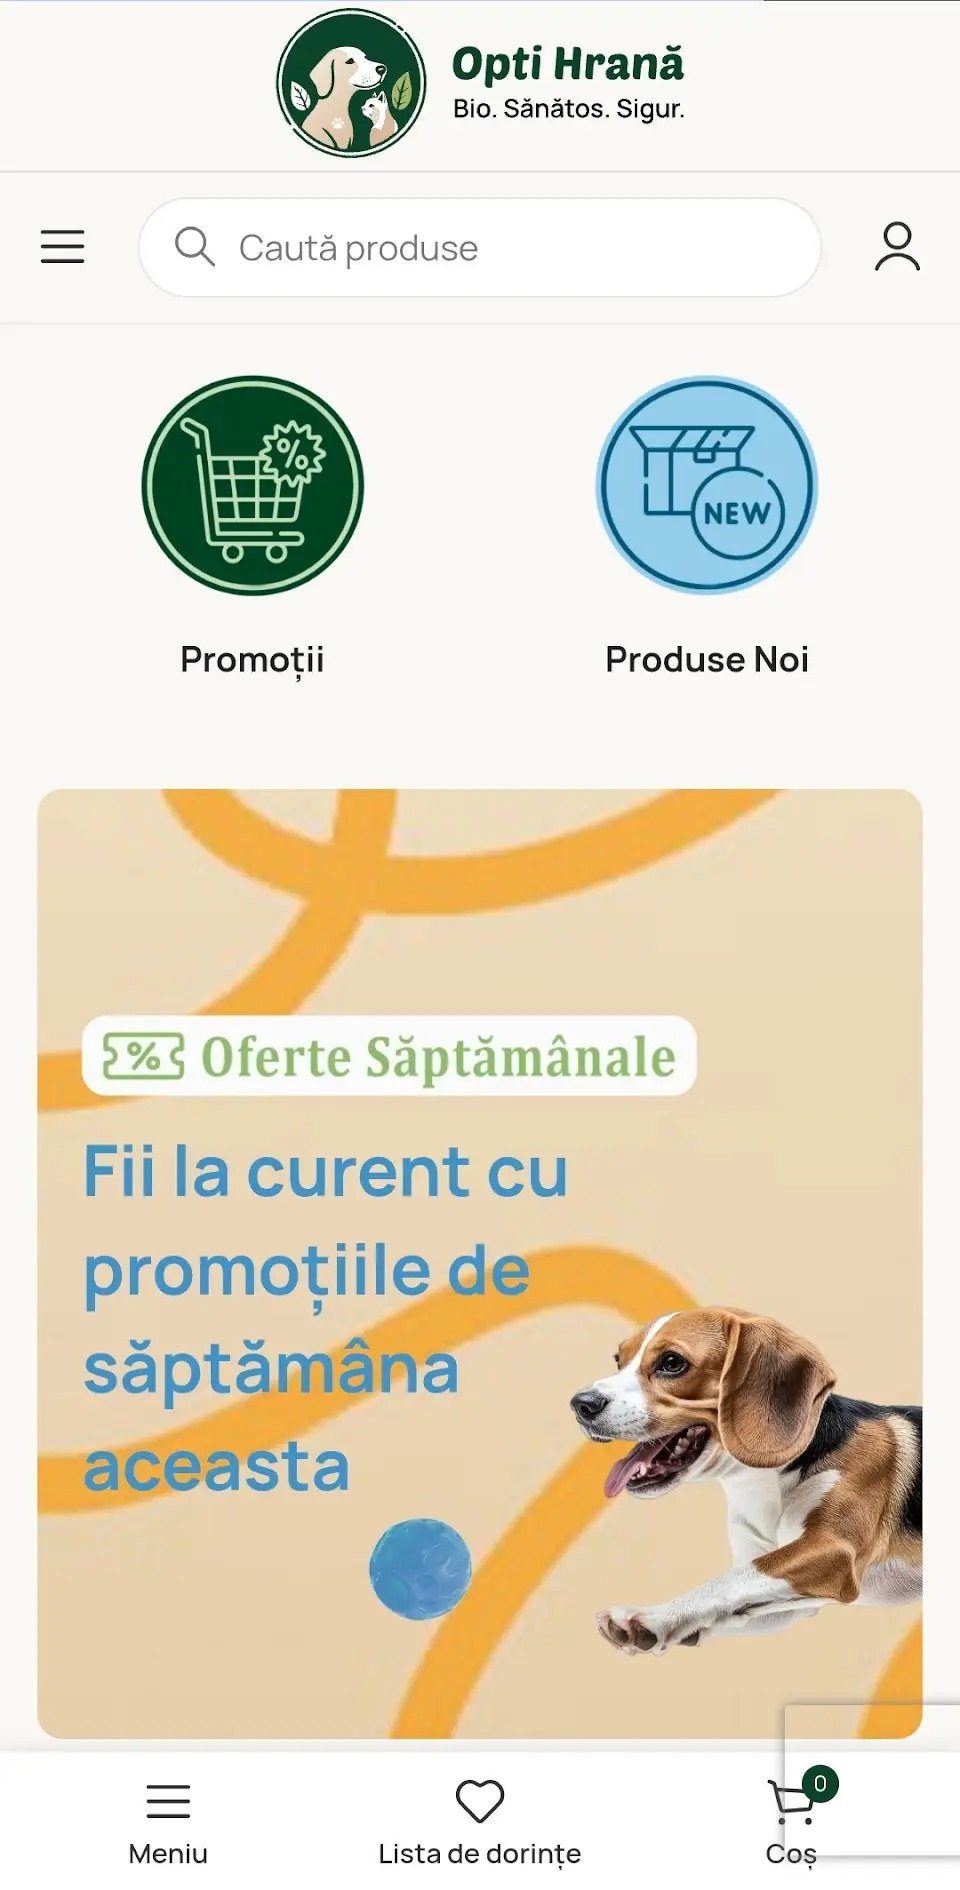 Opti Hrană
Bio. Sănătos. Sigur.
Caută produse
%
NEW
Promoții
Produse Noi
% Oferte Săptămânale
Fii la curent cu
promoțiile de
săptămâna
aceasta
0
Meniu
Lista de dorințe
Coș